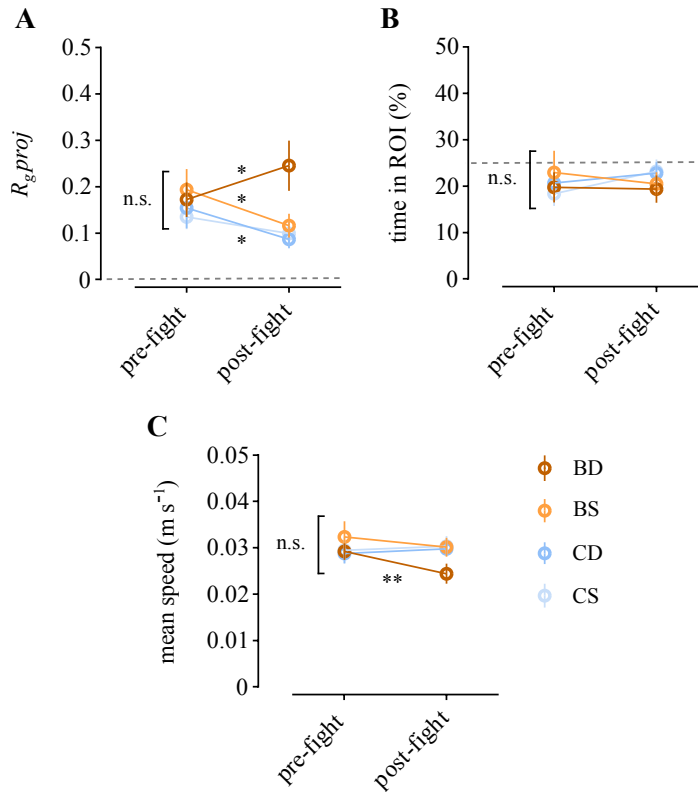 A
0.5
0.4
0.3
0.2
0.1
0
R_g proj
n.s.
*
*
*
pre-fight
post-fight
B
50
40
30
20
10
0
time in ROI (%)
n.s.
pre-fight
post-fight
C
0.05
0.04
0.03
0.02
0.01
0
mean speed (m s⁻¹)
n.s.
**
pre-fight
post-fight
BD
BS
CD
CS